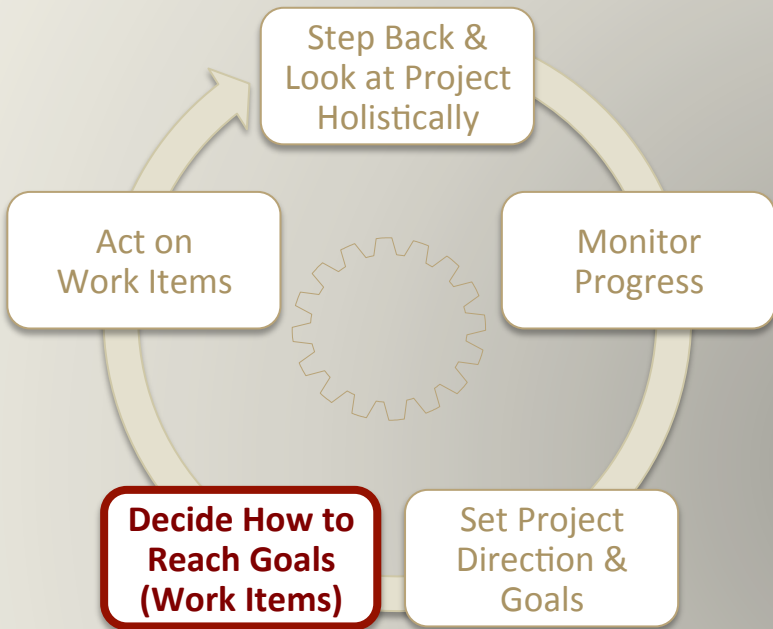 Step Back &
Look at Project
Holistically
Monitor
Progress
Set Project
Direction &
Goals
Decide How to
Reach Goals
(Work Items)
Act on
Work Items